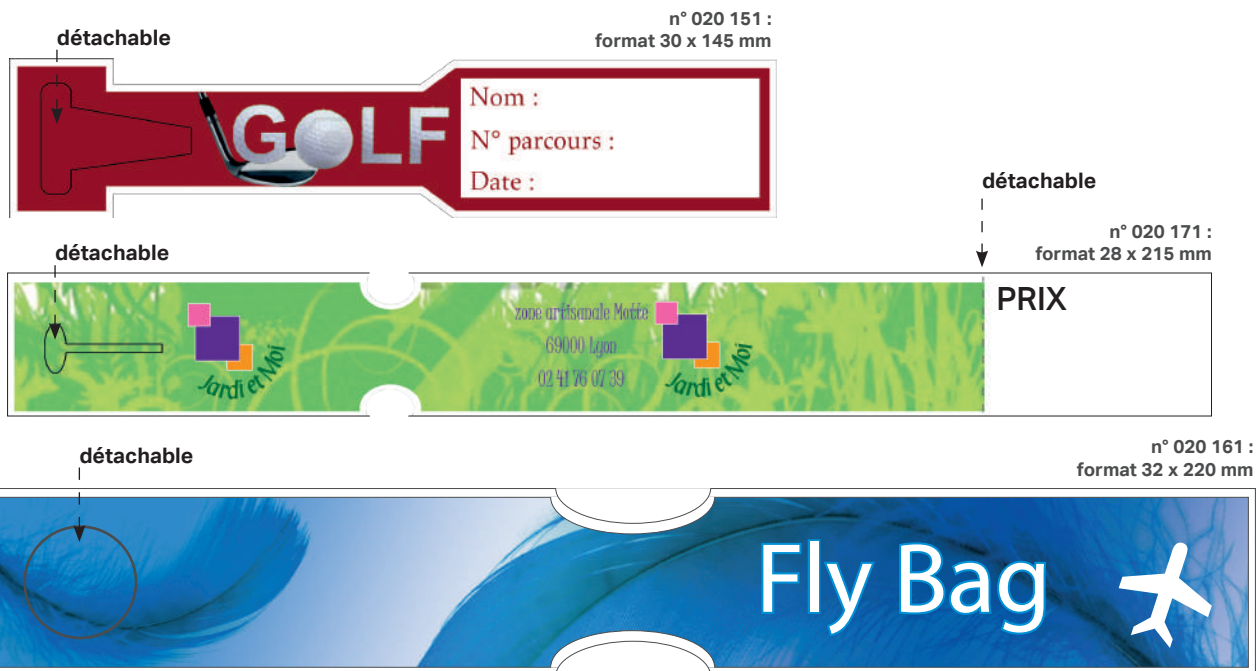 n° 020 151 :
format 30 x 145 mm
détachable
GOLF
Nom :
N° parcours :
Date :
détachable
n° 020 171 :
format 28 x 215 mm
détachable
PRIX
zone artisanale Motte
69000 Lyon
02 41 76 07 39
Jardi et Moi
Jardi et Moi
n° 020 161 :
format 32 x 220 mm
détachable
Fly Bag